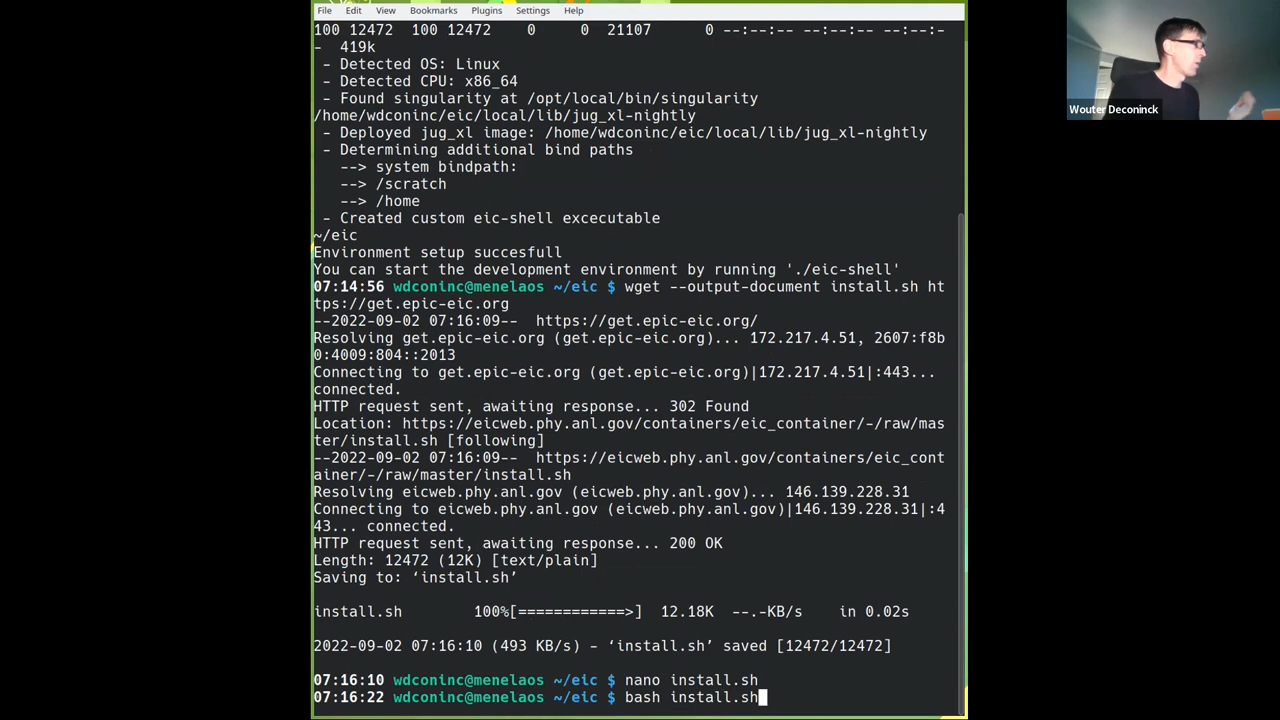 File Edit View Bookmarks Plugins Settings Help
100 12472  100 12472    0     0  21107      0 --:--:-- --:--:-- --:--:-
-  419k
 - Detected OS: Linux
 - Detected CPU: x86_64
 - Found singularity at /opt/local/bin/singularity
/home/wdconinc/eic/local/lib/jug_xl-nightly
 - Deployed jug_xl image: /home/wdconinc/eic/local/lib/jug_xl-nightly
 - Determining additional bind paths
   --> system bindpath:
   --> /scratch
   --> /home
 - Created custom eic-shell excecutable
~/eic
Environment setup succesfull
You can start the development environment by running './eic-shell'
07:14:56 wdconinc@menelaos ~/eic $ wget --output-document install.sh ht
tps://get.epic-eic.org
--2022-09-02 07:16:09--  https://get.epic-eic.org/
Resolving get.epic-eic.org (get.epic-eic.org)... 172.217.4.51, 2607:f8b
0:4009:804::2013
Connecting to get.epic-eic.org (get.epic-eic.org)|172.217.4.51|:443...
connected.
HTTP request sent, awaiting response... 302 Found
Location: https://eicweb.phy.anl.gov/containers/eic_container/-/raw/mas
ter/install.sh [following]
--2022-09-02 07:16:09--  https://eicweb.phy.anl.gov/containers/eic_cont
ainer/-/raw/master/install.sh
Resolving eicweb.phy.anl.gov (eicweb.phy.anl.gov)... 146.139.228.31
Connecting to eicweb.phy.anl.gov (eicweb.phy.anl.gov)|146.139.228.31|:4
43... connected.
HTTP request sent, awaiting response... 200 OK
Length: 12472 (12K) [text/plain]
Saving to: ‘install.sh’
install.sh        100%[============>]  12.18K  --.-KB/s    in 0.02s
2022-09-02 07:16:10 (493 KB/s) - ‘install.sh’ saved [12472/12472]
07:16:10 wdconinc@menelaos ~/eic $ nano install.sh
07:16:22 wdconinc@menelaos ~/eic $ bash install.sh
Wouter Deconinck